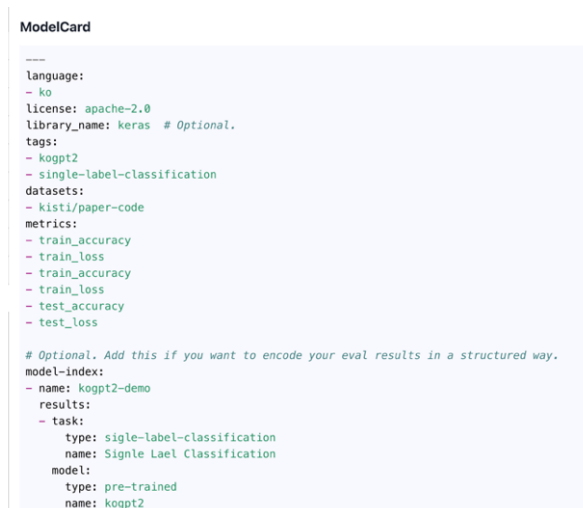 ModelCard
---
language:
- ko
license: apache-2.0
library_name: keras  # Optional.
tags:
- kogpt2
- single-label-classification
datasets:
- kisti/paper-code
metrics:
- train_accuracy
- train_loss
- train_accuracy
- train_loss
- test_accuracy
- test_loss
# Optional. Add this if you want to encode your eval results in a structured way.
model-index:
- name: kogpt2-demo
  results:
  - task:
      type: sigle-label-classification
      name: Signle Lael Classification
    model:
      type: pre-trained
      name: kogpt2